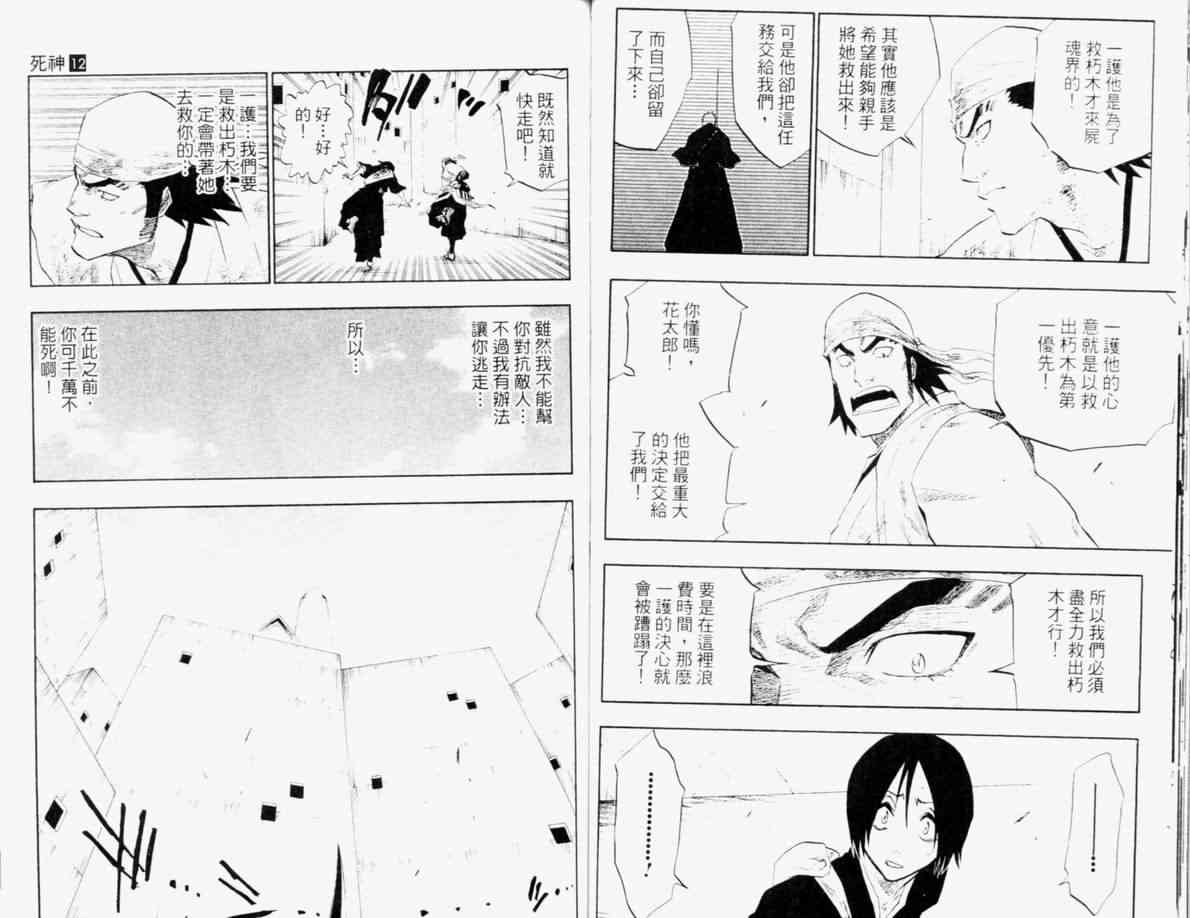 一護他是為了
救朽木才來屍
魂界的！
其實他應該是
希望能夠親手
將她救出來！
可是他卻把這任
務交給我們，
而自己卻留
了下來…
一護他的心
意就是以救
出朽木為第
一優先！
你懂嗎，
花太郎！
他把最重大
的決定交給
了我們！
所以我們必須
盡全力救出朽
木才行！
要是在這裡浪
費時間，那麼
一護的決心就
會被蹧蹋了！
死神12
既然知道就
快走吧！
好…好
的！
一護…我們要
是救出朽木…
一定會帶著她
去救你的…
雖然我不能幫
你對抗敵人…
不過我有辦法
讓你逃走…
所以…
在此之前，
你可千萬不
能死啊！